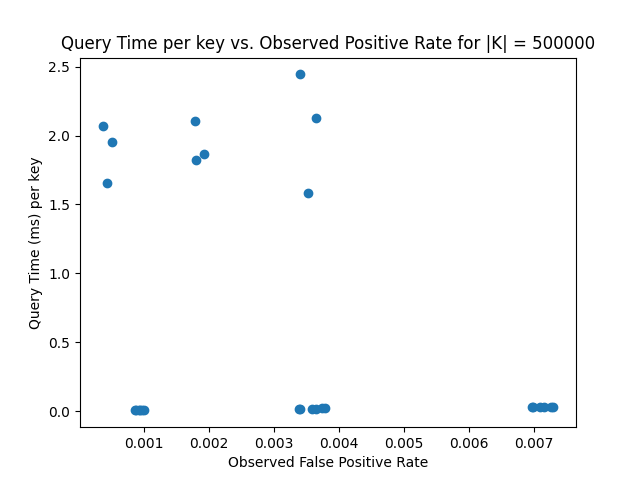 Query Time per key vs. Observed Positive Rate for |K| = 500000
2.5
2.0
1.5
1.0
0.5
0.0
Query Time (ms) per key
0.001 0.002 0.003 0.004 0.005 0.006 0.007
Observed False Positive Rate